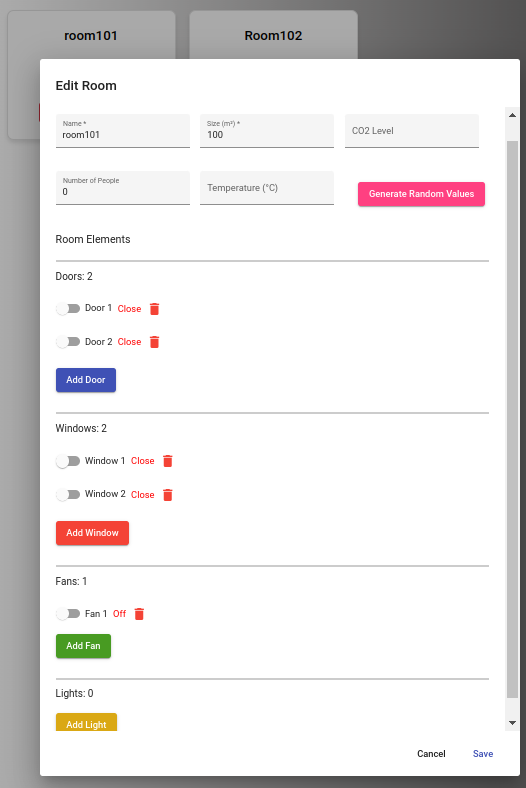 room101 Room102
Edit Room
Name * Size (m²) *
room101 100 CO2 Level
Number of People
0 Temperature (°C) Generate Random Values
Room Elements
Doors: 2
Door 1 Close
Door 2 Close
Add Door
Windows: 2
Window 1 Close
Window 2 Close
Add Window
Fans: 1
Fan 1 Off
Add Fan
Lights: 0
Add Light
Cancel Save